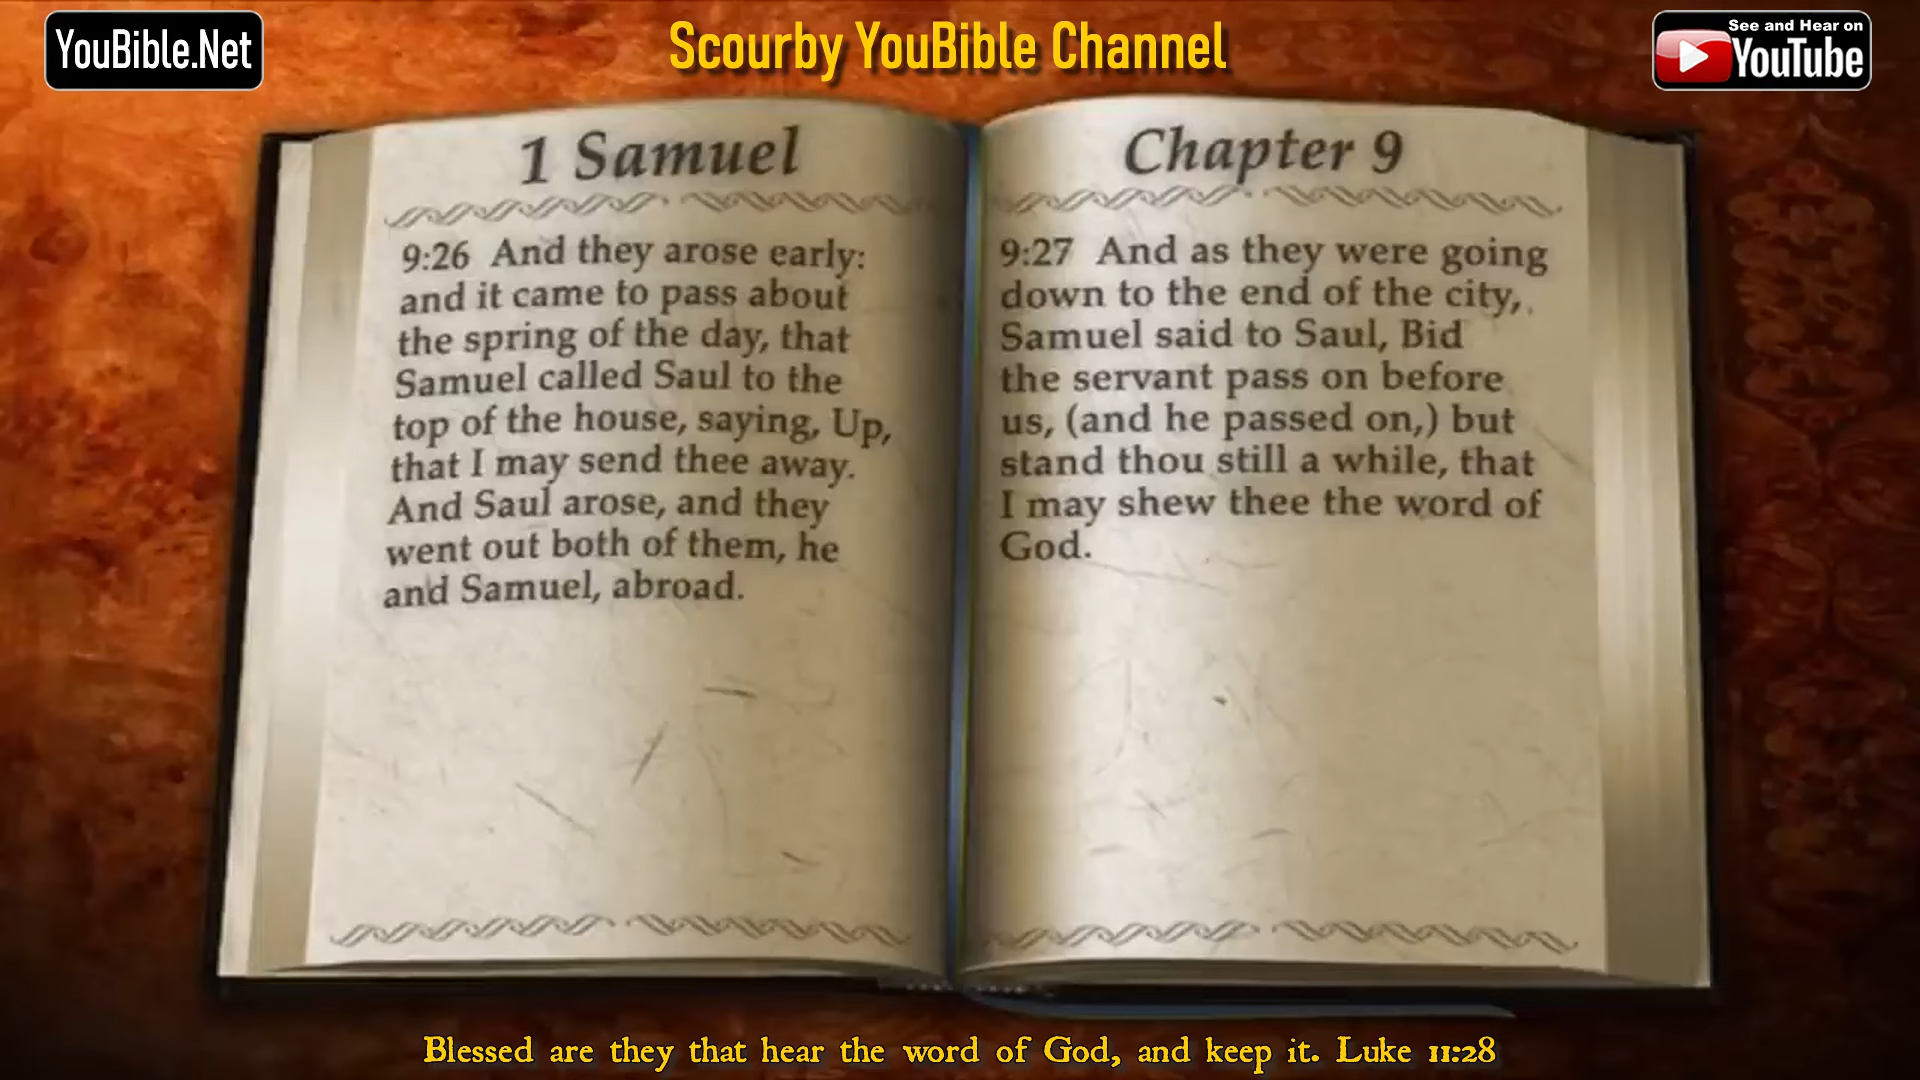 YouBible.Net
Scourby YouBible Channel
See and Hear on
YouTube
1 Samuel
9:26 And they arose early:
and it came to pass about
the spring of the day, that
Samuel called Saul to the
top of the house, saying, Up,
that I may send thee away.
And Saul arose, and they
went out both of them, he
and Samuel, abroad.
Chapter 9
9:27 And as they were going
down to the end of the city,
Samuel said to Saul, Bid
the servant pass on before
us, (and he passed on,) but
stand thou still a while, that
I may shew thee the word of
God.
Blessed are they that hear the word of God, and keep it. Luke 11:28